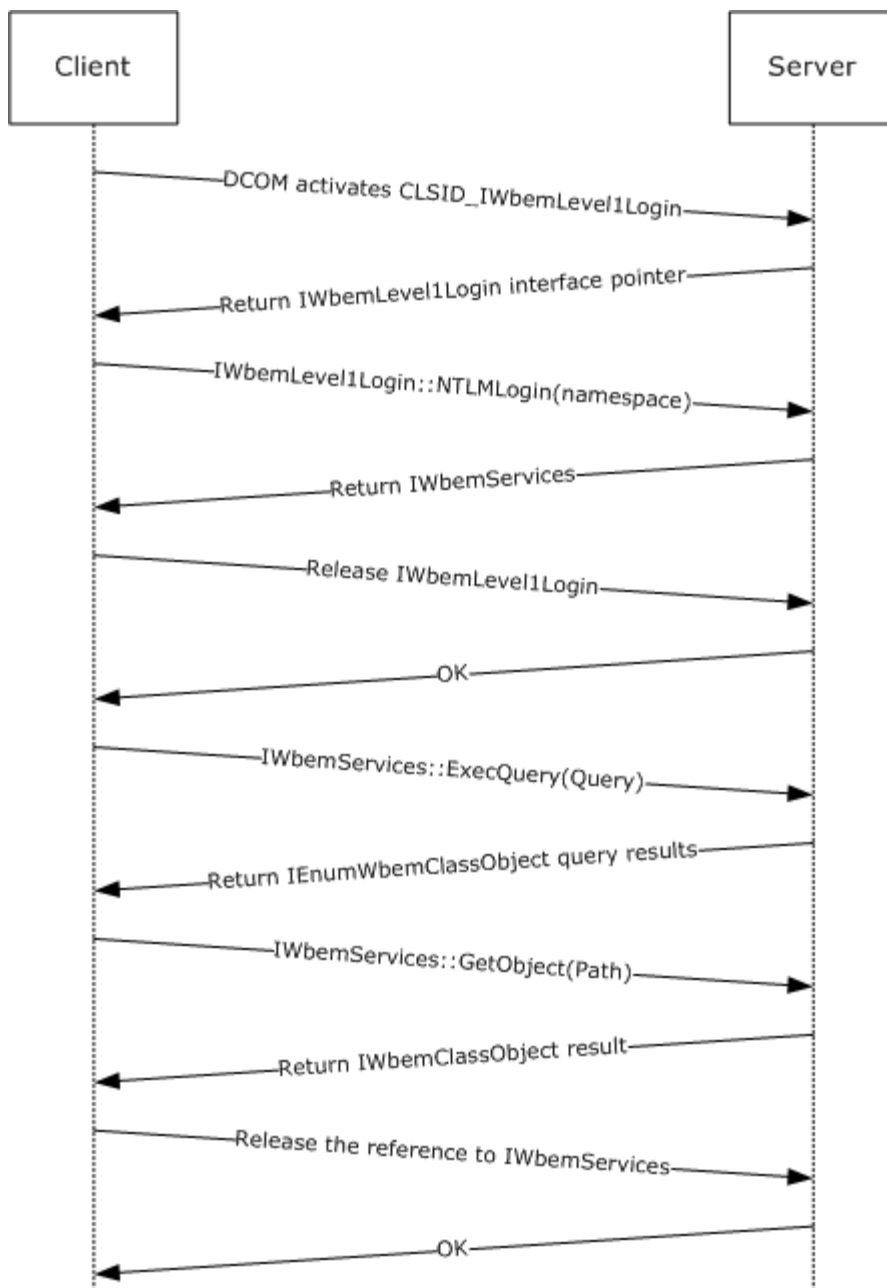 Client
Server
DCOM activates CLSID_IWbemLevel1Login
Return IWbemLevel1Login interface pointer
IWbemLevel1Login::NTLMLogin(namespace)
Return IWbemServices
Release IWbemLevel1Login
OK
IWbemServices::ExecQuery(Query)
Return IEnumWbemClassObject query results
IWbemServices::GetObject(Path)
Return IWbemClassObject result
Release the reference to IWbemServices
OK